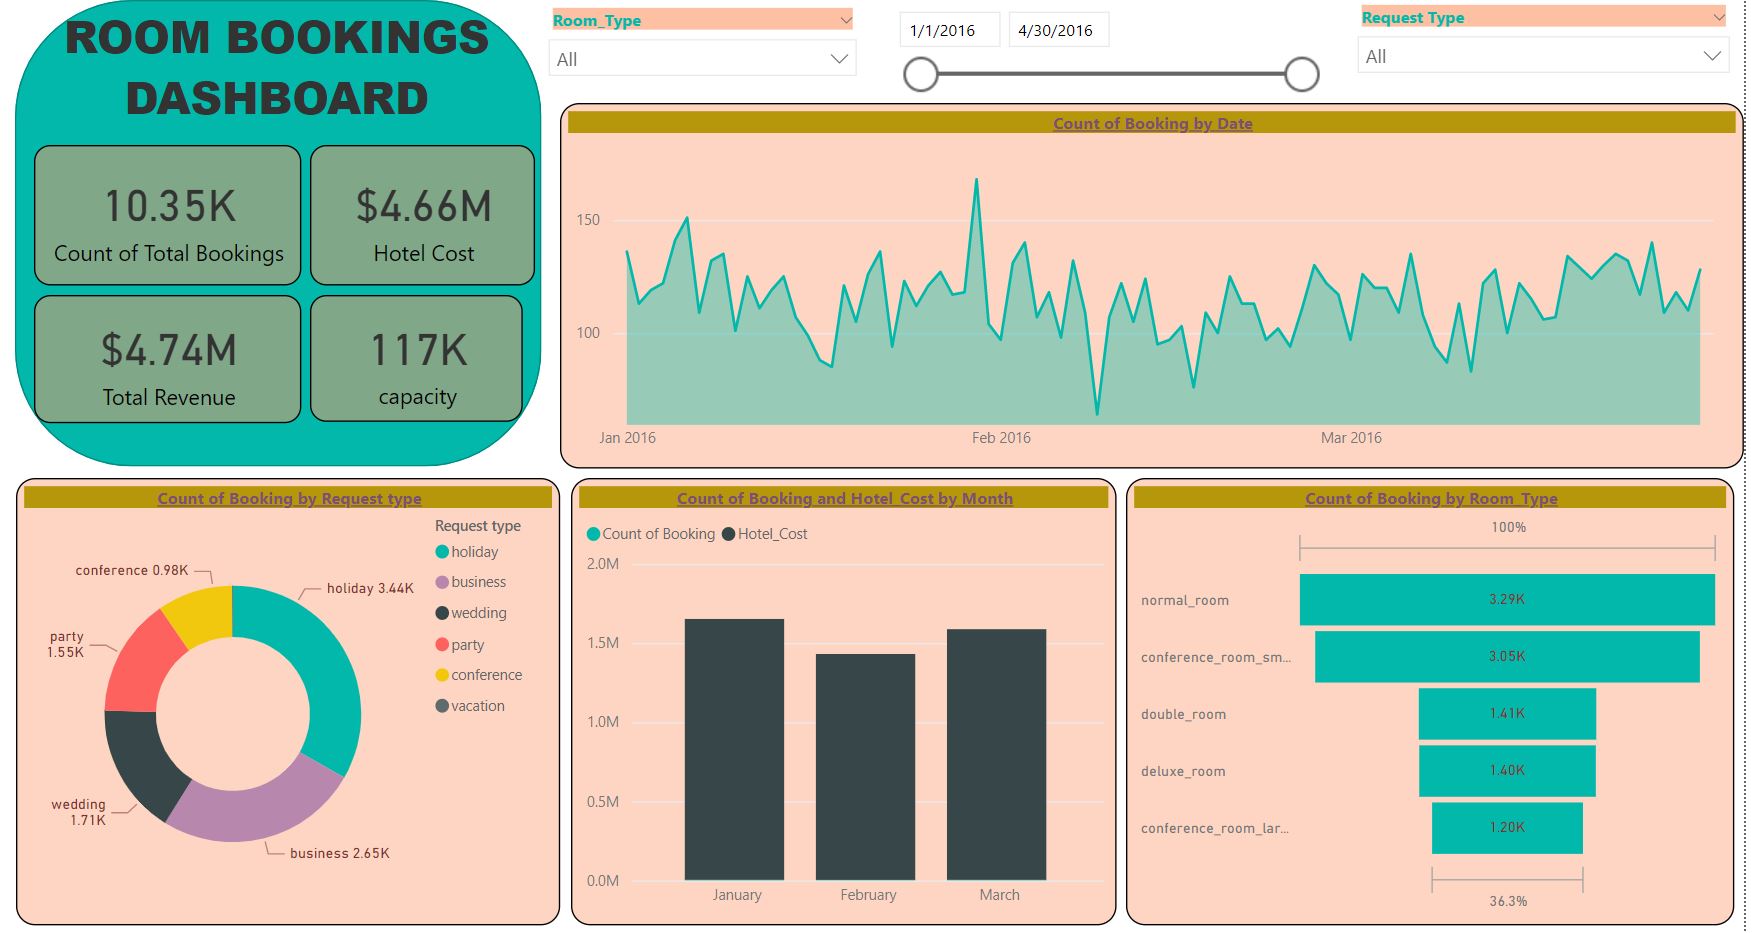 ROOM BOOKINGS
DASHBOARD
10.35K
Count of Total Bookings
$4.66M
Hotel Cost
$4.74M
Total Revenue
117K
capacity
Room_Type
All
1/1/2016
4/30/2016
Request Type
All
Count of Booking by Date
150
100
Jan 2016
Feb 2016
Mar 2016
Count of Booking by Request type
Request type
holiday
business
wedding
party
conference
vacation
conference 0.98K
holiday 3.44K
party
1.55K
wedding
1.71K
business 2.65K
Count of Booking and Hotel_Cost by Month
Count of Booking
Hotel_Cost
2.0M
1.5M
1.0M
0.5M
0.0M
January
February
March
Count of Booking by Room_Type
100%
normal_room
3.29K
conference_room_sm...
3.05K
double_room
1.41K
deluxe_room
1.40K
conference_room_lar...
1.20K
36.3%